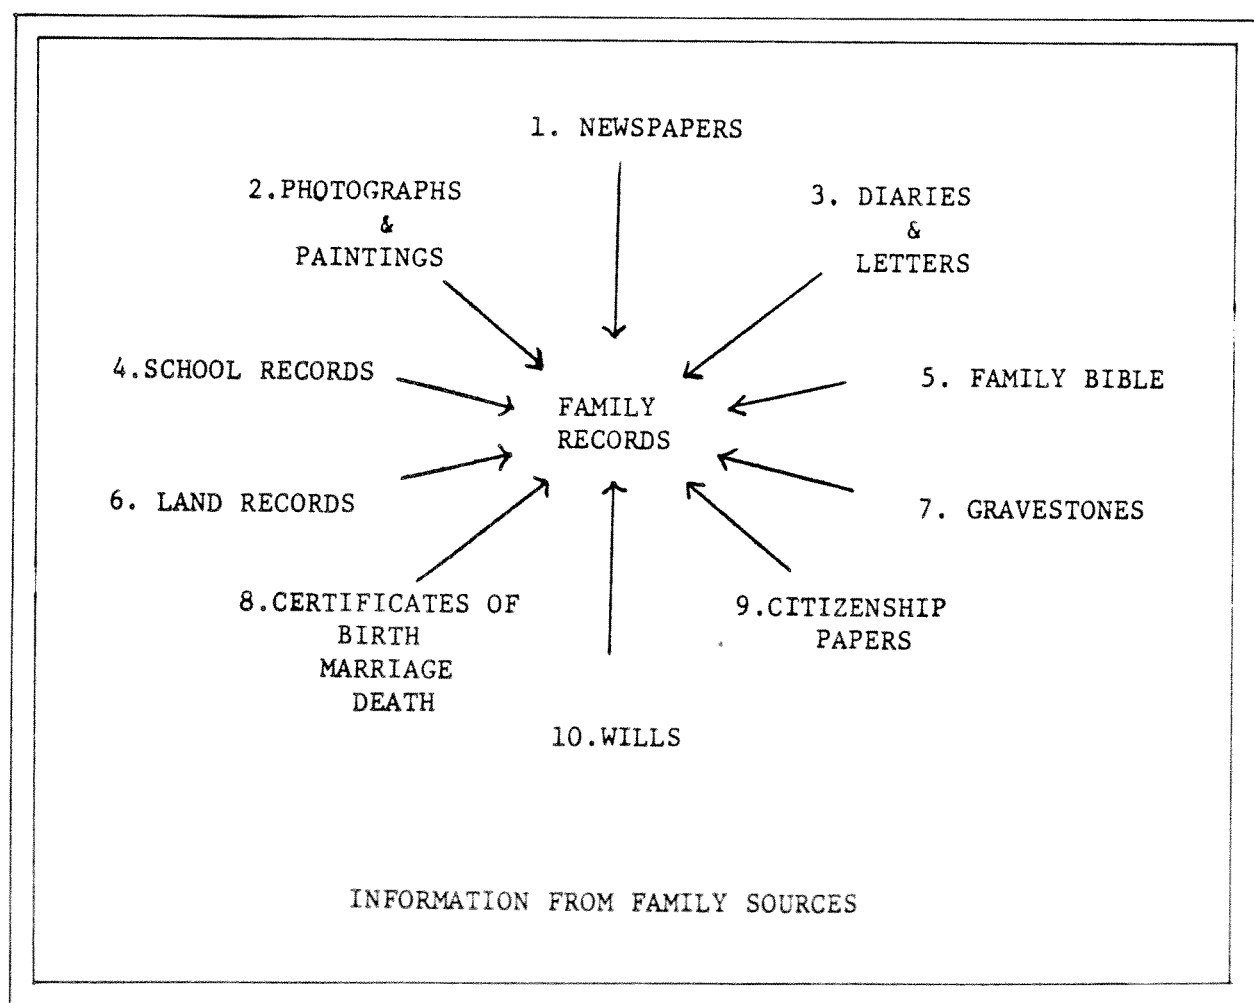 1. NEWSPAPERS
2.PHOTOGRAPHS
&
PAINTINGS
3. DIARIES
&
LETTERS
4.SCHOOL RECORDS
5. FAMILY BIBLE
FAMILY
RECORDS
6. LAND RECORDS
7. GRAVESTONES
8.CERTIFICATES OF
BIRTH
MARRIAGE
DEATH
9.CITIZENSHIP
PAPERS
10.WILLS
INFORMATION FROM FAMILY SOURCES